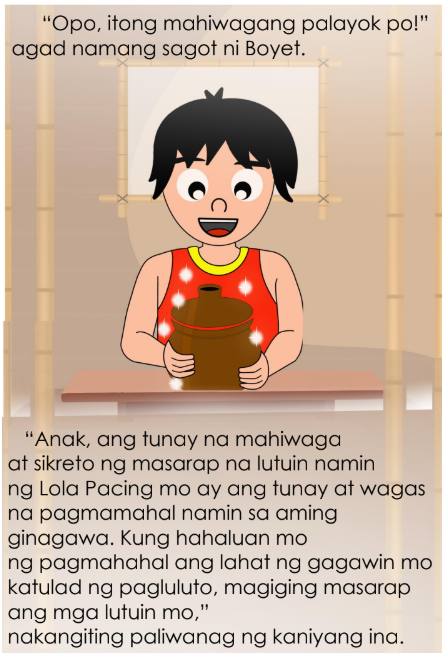 “Opo, itong mahiwagang palayok po!”
agad namang sagot ni Boyet.
“Anak, ang tunay na mahiwaga
at sikreto ng masarap na lutuin namin
ng Lola Pacing mo ay ang tunay at wagas
na pagmamahal namin sa aming
ginagawa. Kung hahaluan mo
ng pagmahahal ang lahat ng gagawin mo
katulad ng pagluluto, magiging masarap
ang mga lutuin mo,”
nakangiting paliwanag ng kaniyang ina.